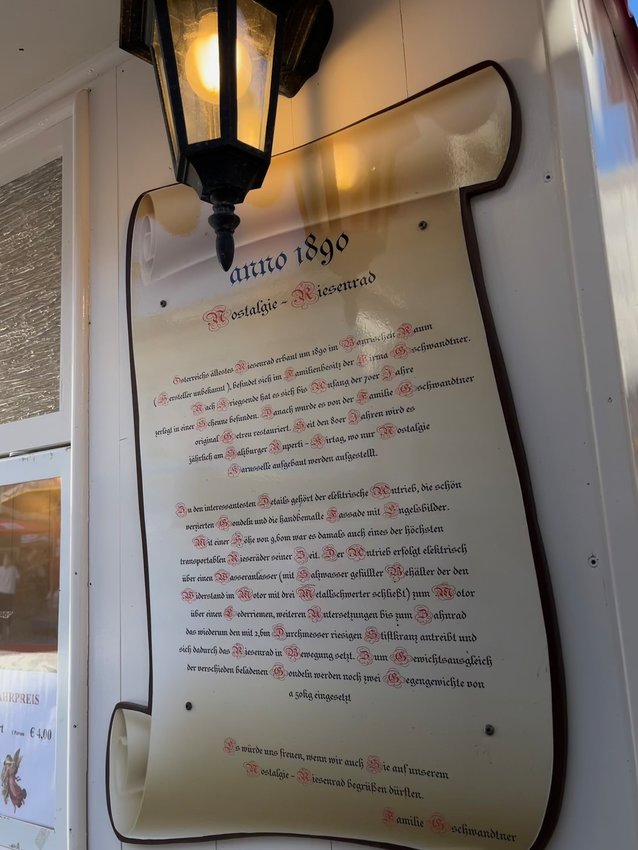 anno 1890
Nostalgie - Riesenrad
Österreichs ältestes Riesenrad erbaut um 1890 im Bayrischen Raum
(Hersteller unbekannt), befindet sich im Familienbesitz der Firma Gschwandtner.
Nach Kriegsende hat es sich bis Anfang der 70er Jahre
zerlegt in einer Scheune befunden. Danach wurde es von der Familie Gschwandtner
original Getreu restauriert. Seit den 80er Jahren wird es
jährlich am Salzburger Ruperti - Kirtag, wo nur Nostalgie
Karusselle aufgebaut werden aufgestellt.
Zu den interessantesten Details gehört der elektrische Antrieb, die schön
verzierten Gondeln und die handbemalte Fassade mit Engelsbilder.
Mit einer Höhe von 9,60m war es damals auch eines der höchsten
transportablen Riesenräder seiner Zeit. Der Antrieb erfolgt elektrisch
über einen Wasseranlasser (mit Salzwasser gefüllter Behälter der den
Widerstand im Motor mit drei Metallschwerter schließt) zum Motor
über einen Lederriemen, weiteren Untersetzungen bis zum Zahnrad
das wiederum den mit 2,6m Durchmesser riesigen Stiftkranz antreibt und
sich dadurch das Riesenrad in Bewegung setzt. Zum Gewichtsausgleich
der verschieden beladenen Gondeln werden noch zwei Gegengewichte von
a 50kg eingesetzt
Es würde uns freuen, wenn wir auch Sie auf unserem
Nostalgie - Riesenrad begrüßen dürften.
Familie Gschwandtner
€ 4,00